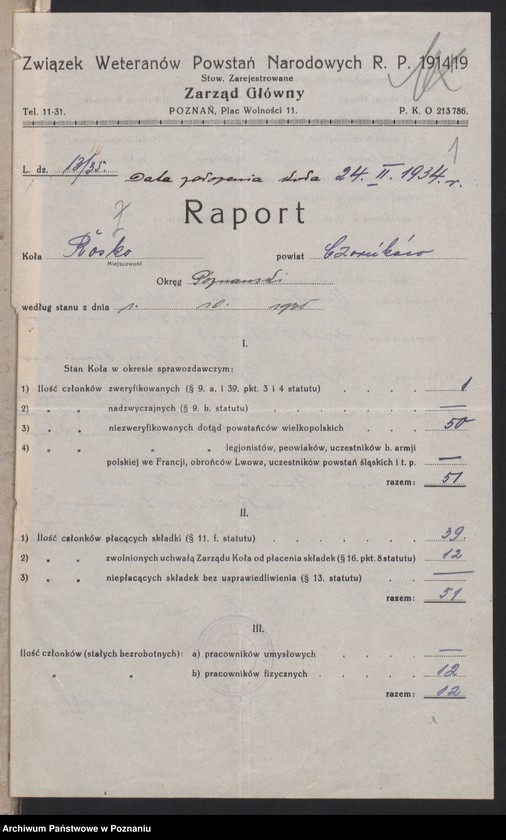 Związek Weteranów Powstań Narodowych R. P. 1914/19
Stow. Zarejestrowane
Zarząd Główny
Tel. 11-31. POZNAŃ, Plac Wolności 11. P. K. O 213786.
L. dz. 13/35. Data założenia koła 24. II. 1934. r.
1
Raport
7
Koła Rośko powiat Czarnków
Miejscowość
Okręg Poznański
według stanu z dnia 1. 10. 1935
I.
Stan Koła w okresie sprawozdawczym:
1) Ilość członków zweryfikowanych (§ 9. a. i 39. pkt. 3 i 4 statutu) . . . . 1
2) „ „ nadzwyczajnych (§ 9. b. statutu) . . . . —
3) „ „ niezweryfikowanych dotąd powstańców wielkopolskich . . . . 50
4) „ „ „ legjonistów, peowiaków, uczestników b. armji
polskiej we Francji, obrońców Lwowa, uczestników powstań śląskich i t. p. —
razem: 51
II.
1) Ilość członków płacących składki (§ 11. f. statutu) . . . . 39
2) „ „ zwolnionych uchwałą Zarządu Koła od płacenia składek (§ 16. pkt. 8 statutu) 12
3) „ „ niepłacących składek bez usprawiedliwienia (§ 13. statutu) . . —
razem: 51
III.
Ilość członków (stałych bezrobotnych): a) pracowników umysłowych . . . . —
„ „ b) pracowników fizycznych . . . . 12
razem: 12
Archiwum Państwowe w Poznaniu